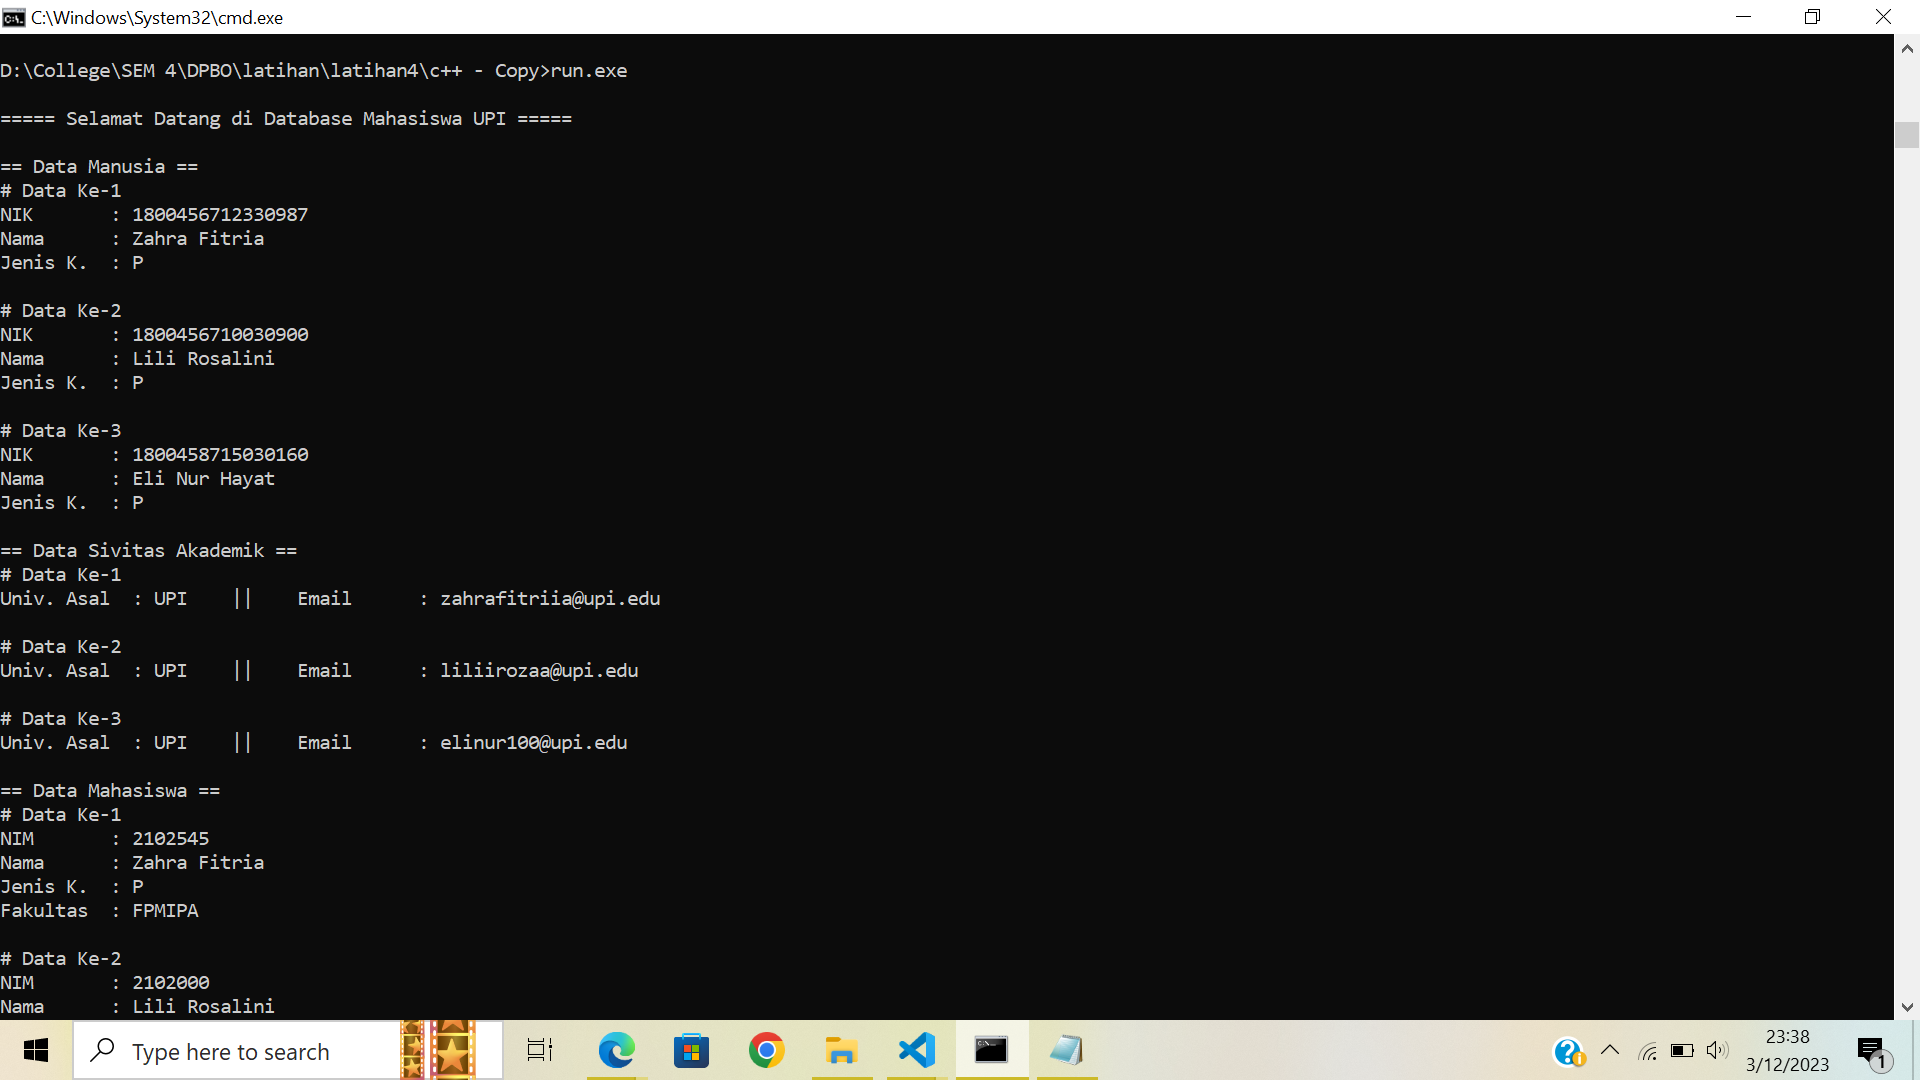 C:\Windows\System32\cmd.exe
D:\College\SEM 4\DPBO\latihan\latihan4\c++ - Copy>run.exe
===== Selamat Datang di Database Mahasiswa UPI =====
== Data Manusia ==
# Data Ke-1
NIK       : 1800456712330987
Nama      : Zahra Fitria
Jenis K.  : P
# Data Ke-2
NIK       : 1800456710030900
Nama      : Lili Rosalini
Jenis K.  : P
# Data Ke-3
NIK       : 1800458715030160
Nama      : Eli Nur Hayat
Jenis K.  : P
== Data Sivitas Akademik ==
# Data Ke-1
Univ. Asal  : UPI    ||    Email      : zahrafitriia@upi.edu
# Data Ke-2
Univ. Asal  : UPI    ||    Email      : liliirozaa@upi.edu
# Data Ke-3
Univ. Asal  : UPI    ||    Email      : elinur100@upi.edu
== Data Mahasiswa ==
# Data Ke-1
NIM       : 2102545
Nama      : Zahra Fitria
Jenis K.  : P
Fakultas  : FPMIPA
# Data Ke-2
NIM       : 2102000
Nama      : Lili Rosalini
Type here to search
23:38
3/12/2023
1